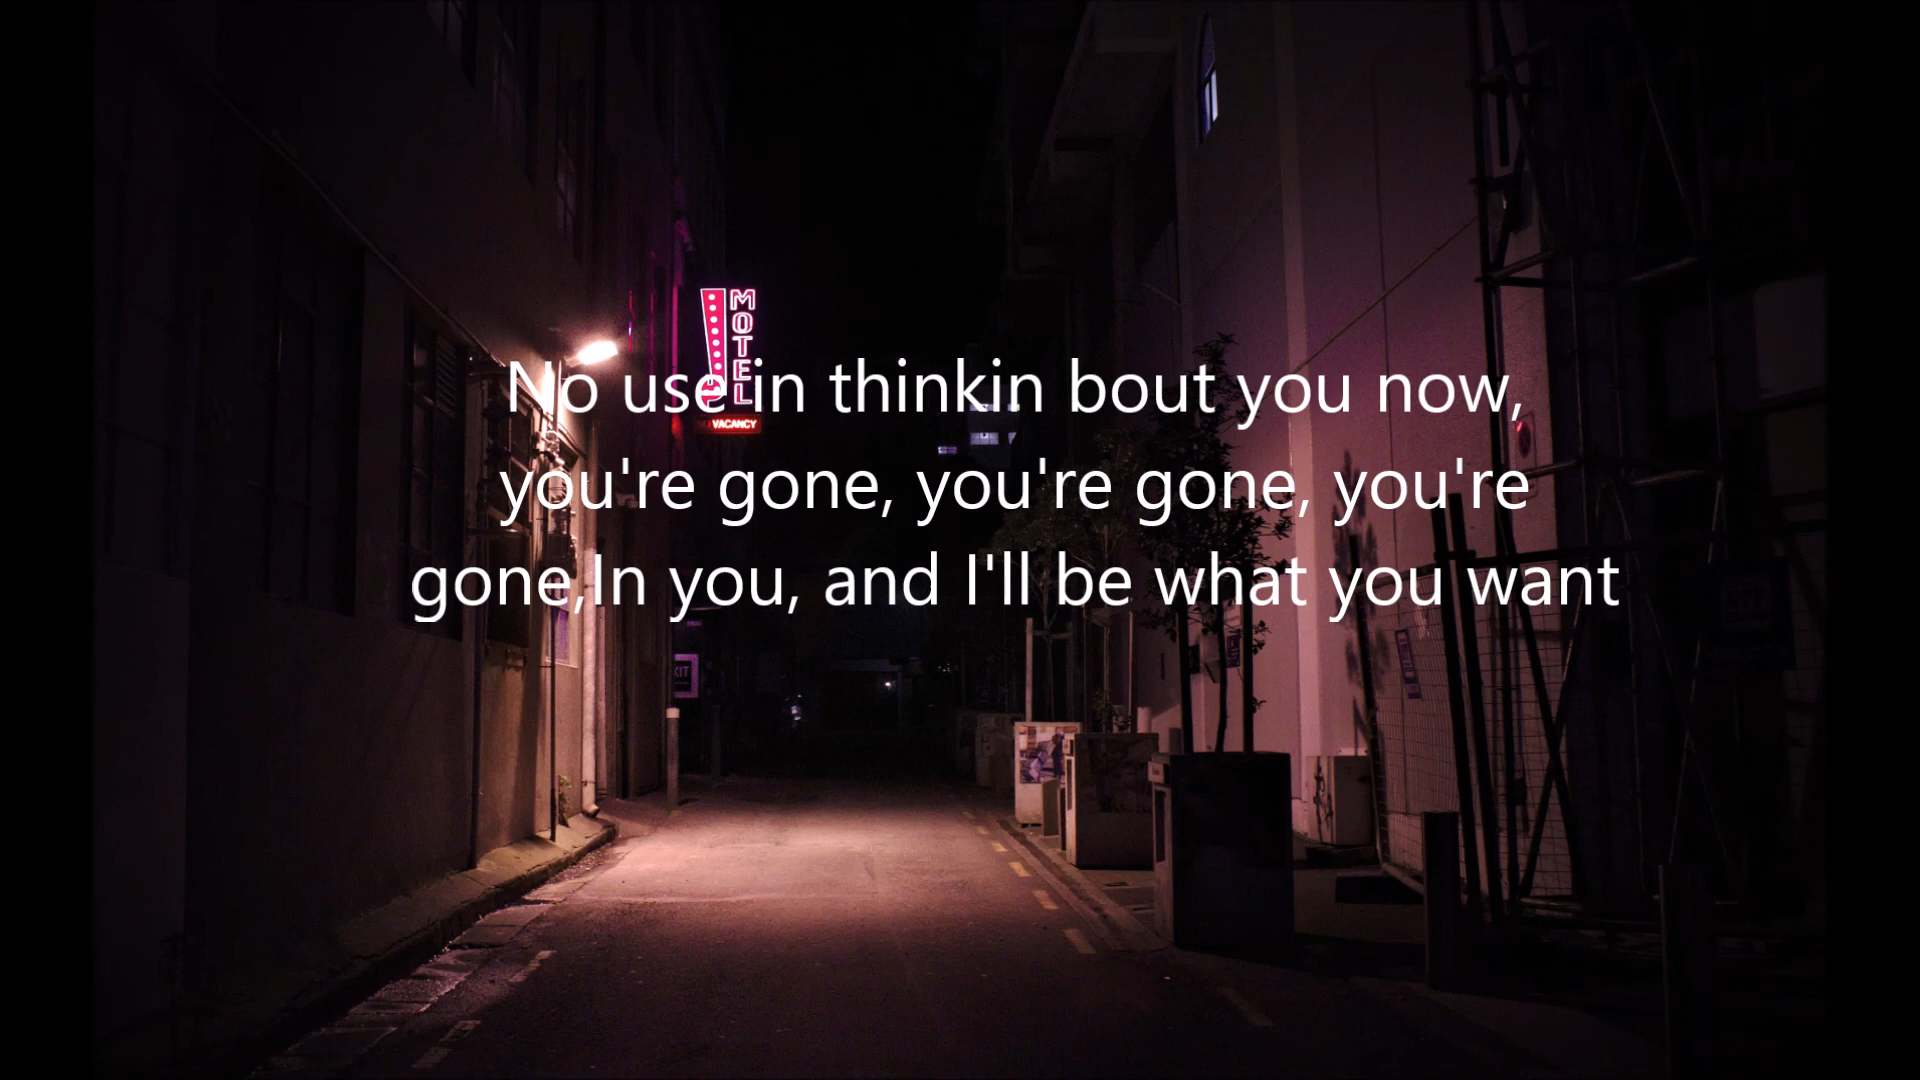 MOTEL
No use in thinkin bout you now,
VACANCY
you're gone, you're gone, you're
gone,In you, and I'll be what you want
XIT